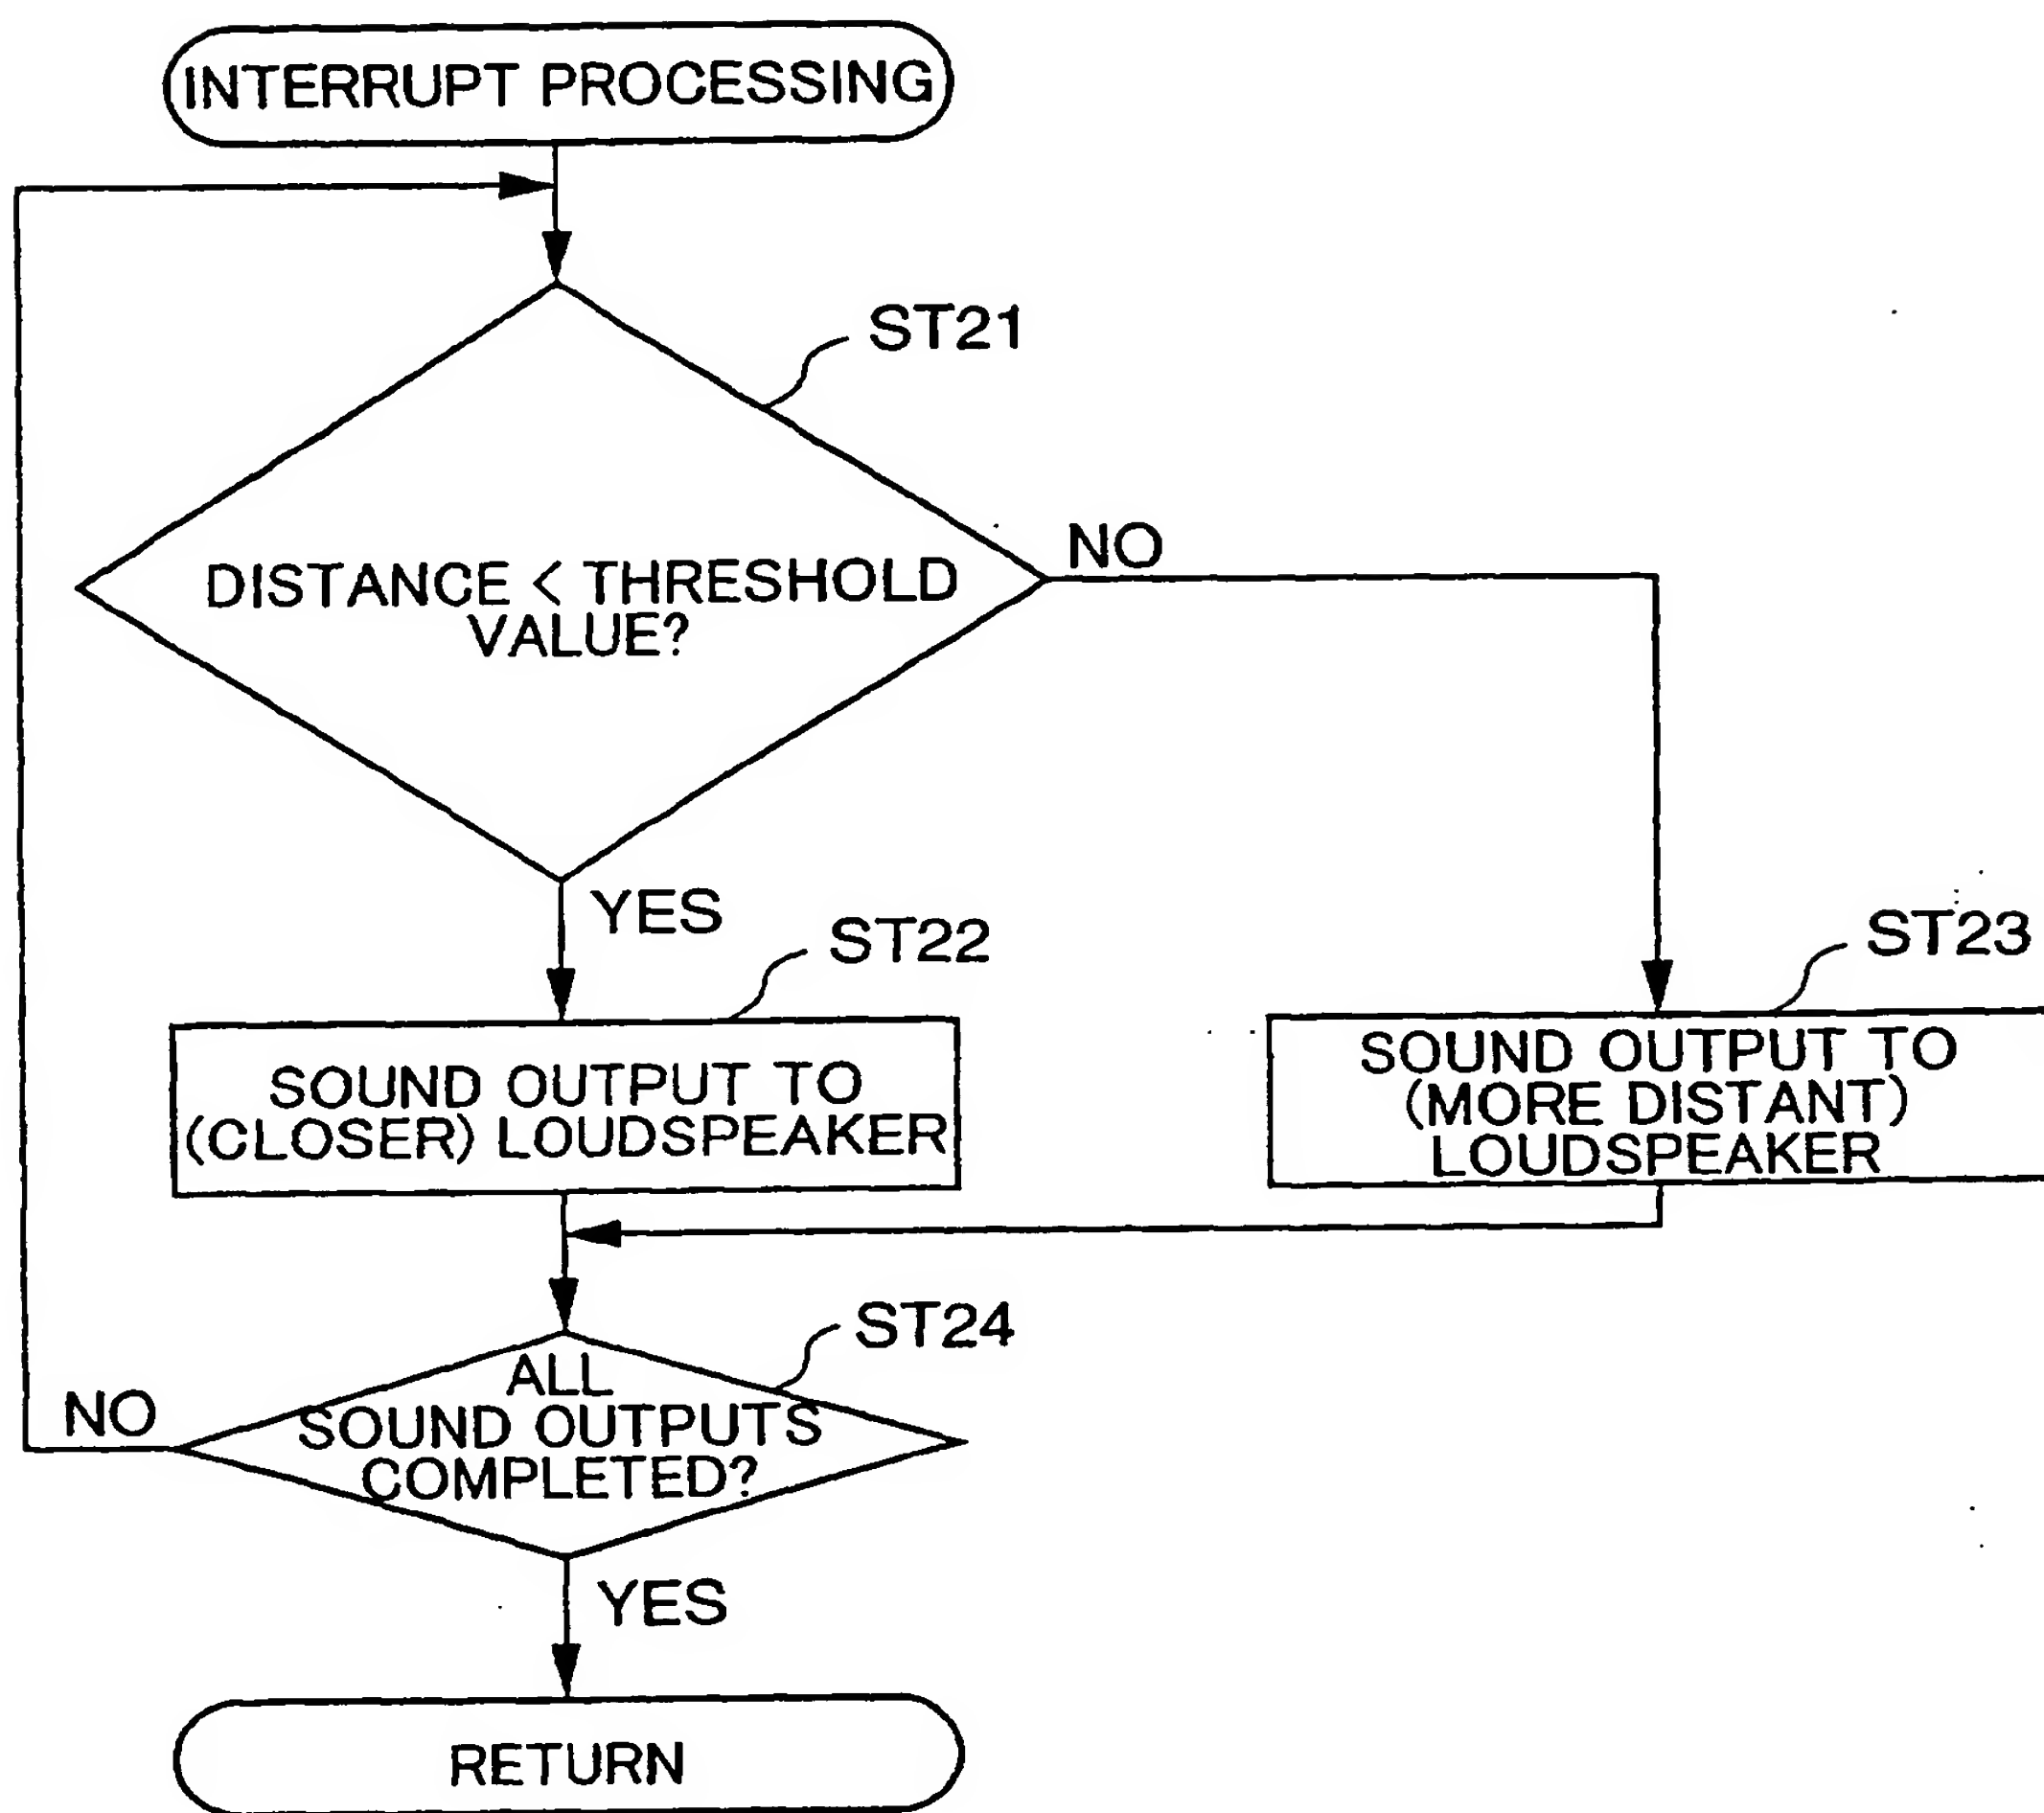 INTERRUPT PROCESSING
ST21
NO
DISTANCE < THRESHOLD
VALUE?
YES
ST22
ST23
SOUND OUTPUT TO
(CLOSER) LOUDSPEAKER
SOUND OUTPUT TO
(MORE DISTANT)
LOUDSPEAKER
ST24
ALL
SOUND OUTPUTS
COMPLETED?
NO
YES
RETURN